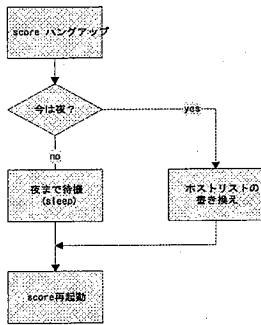 score ハングアップ
今は夜？
yes
no
夜まで待機
(sleep)
ホストリストの
書き換え
score再起動